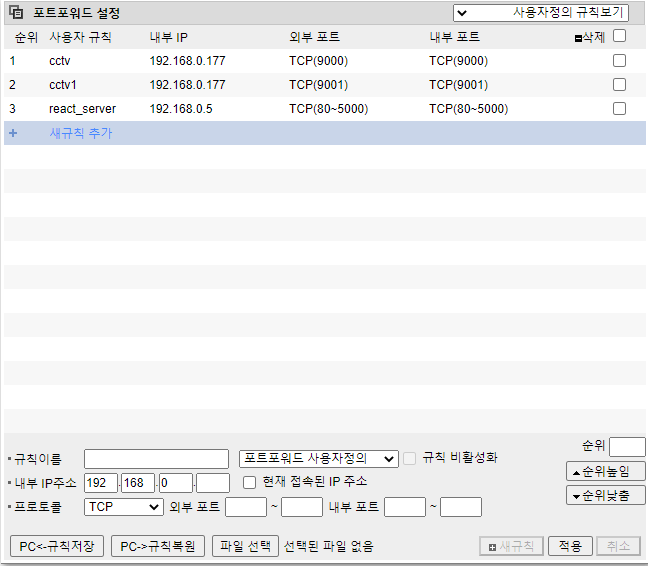 포트포워드 설정 사용자정의 규칙보기
순위 사용자 규칙 내부 IP 외부 포트 내부 포트 삭제
1 cctv 192.168.0.177 TCP(9000) TCP(9000)
2 cctv1 192.168.0.177 TCP(9001) TCP(9001)
3 react_server 192.168.0.5 TCP(80~5000) TCP(80~5000)
+ 새규칙 추가
순위
규칙이름 포트포워드 사용자정의 규칙 비활성화
순위높임
내부 IP주소 192 . 168 . 0 . 현재 접속된 IP 주소
순위낮춤
프로토콜 TCP 외부 포트 ~ 내부 포트 ~
PC<-규칙저장 PC->규칙복원 파일 선택 선택된 파일 없음 새규칙 적용 취소